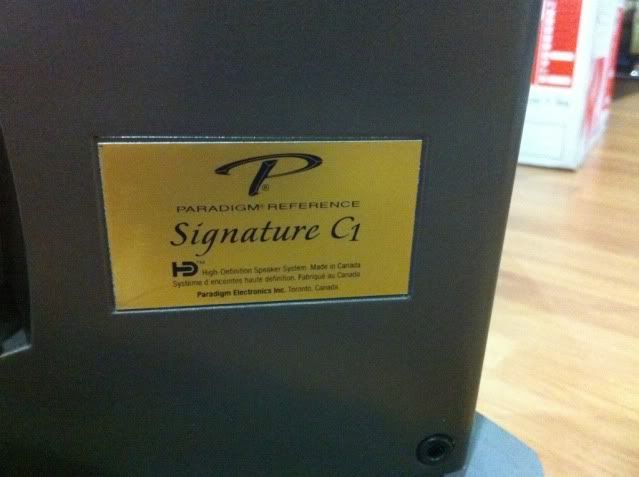 P®
PARADIGM® REFERENCE
Signature C1
HD™ High-Definition Speaker System. Made in Canada
Système d'enceintes haute définition. Fabriqué au Canada
Paradigm Electronics Inc. Toronto, Canada.